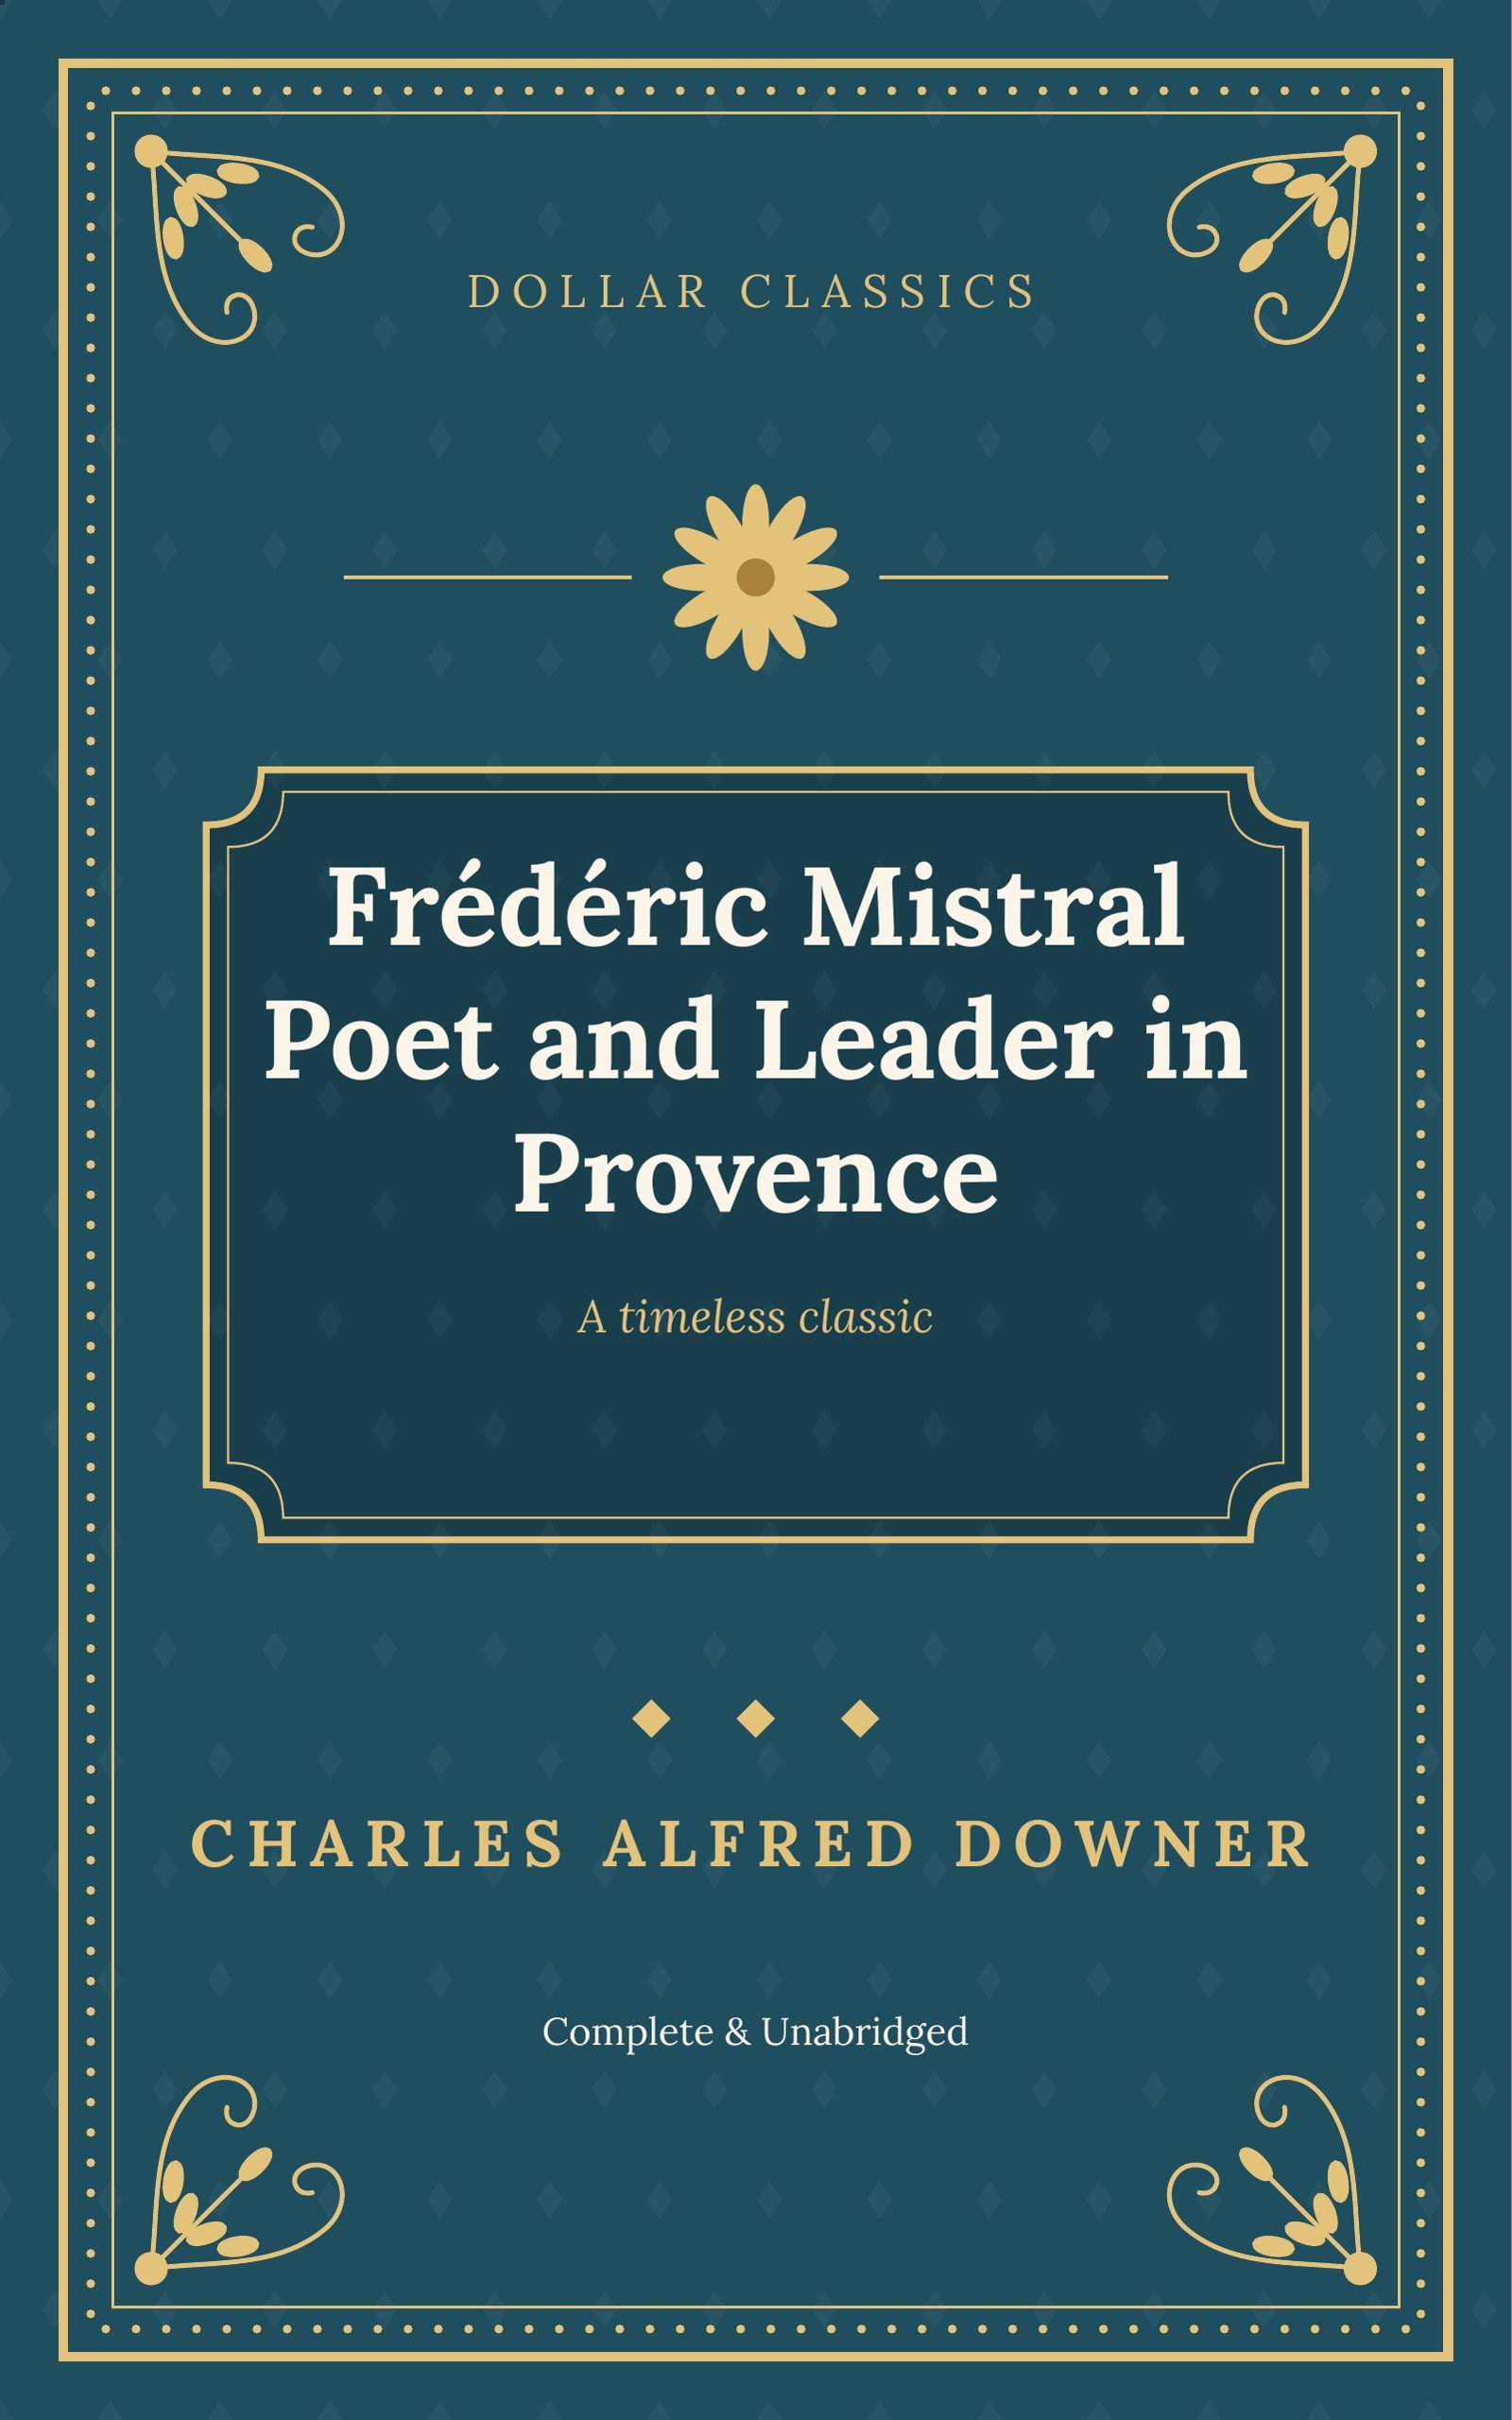 DOLLAR CLASSICS
Frédéric Mistral
Poet and Leader in
Provence
A timeless classic
CHARLES ALFRED DOWNER
Complete & Unabridged